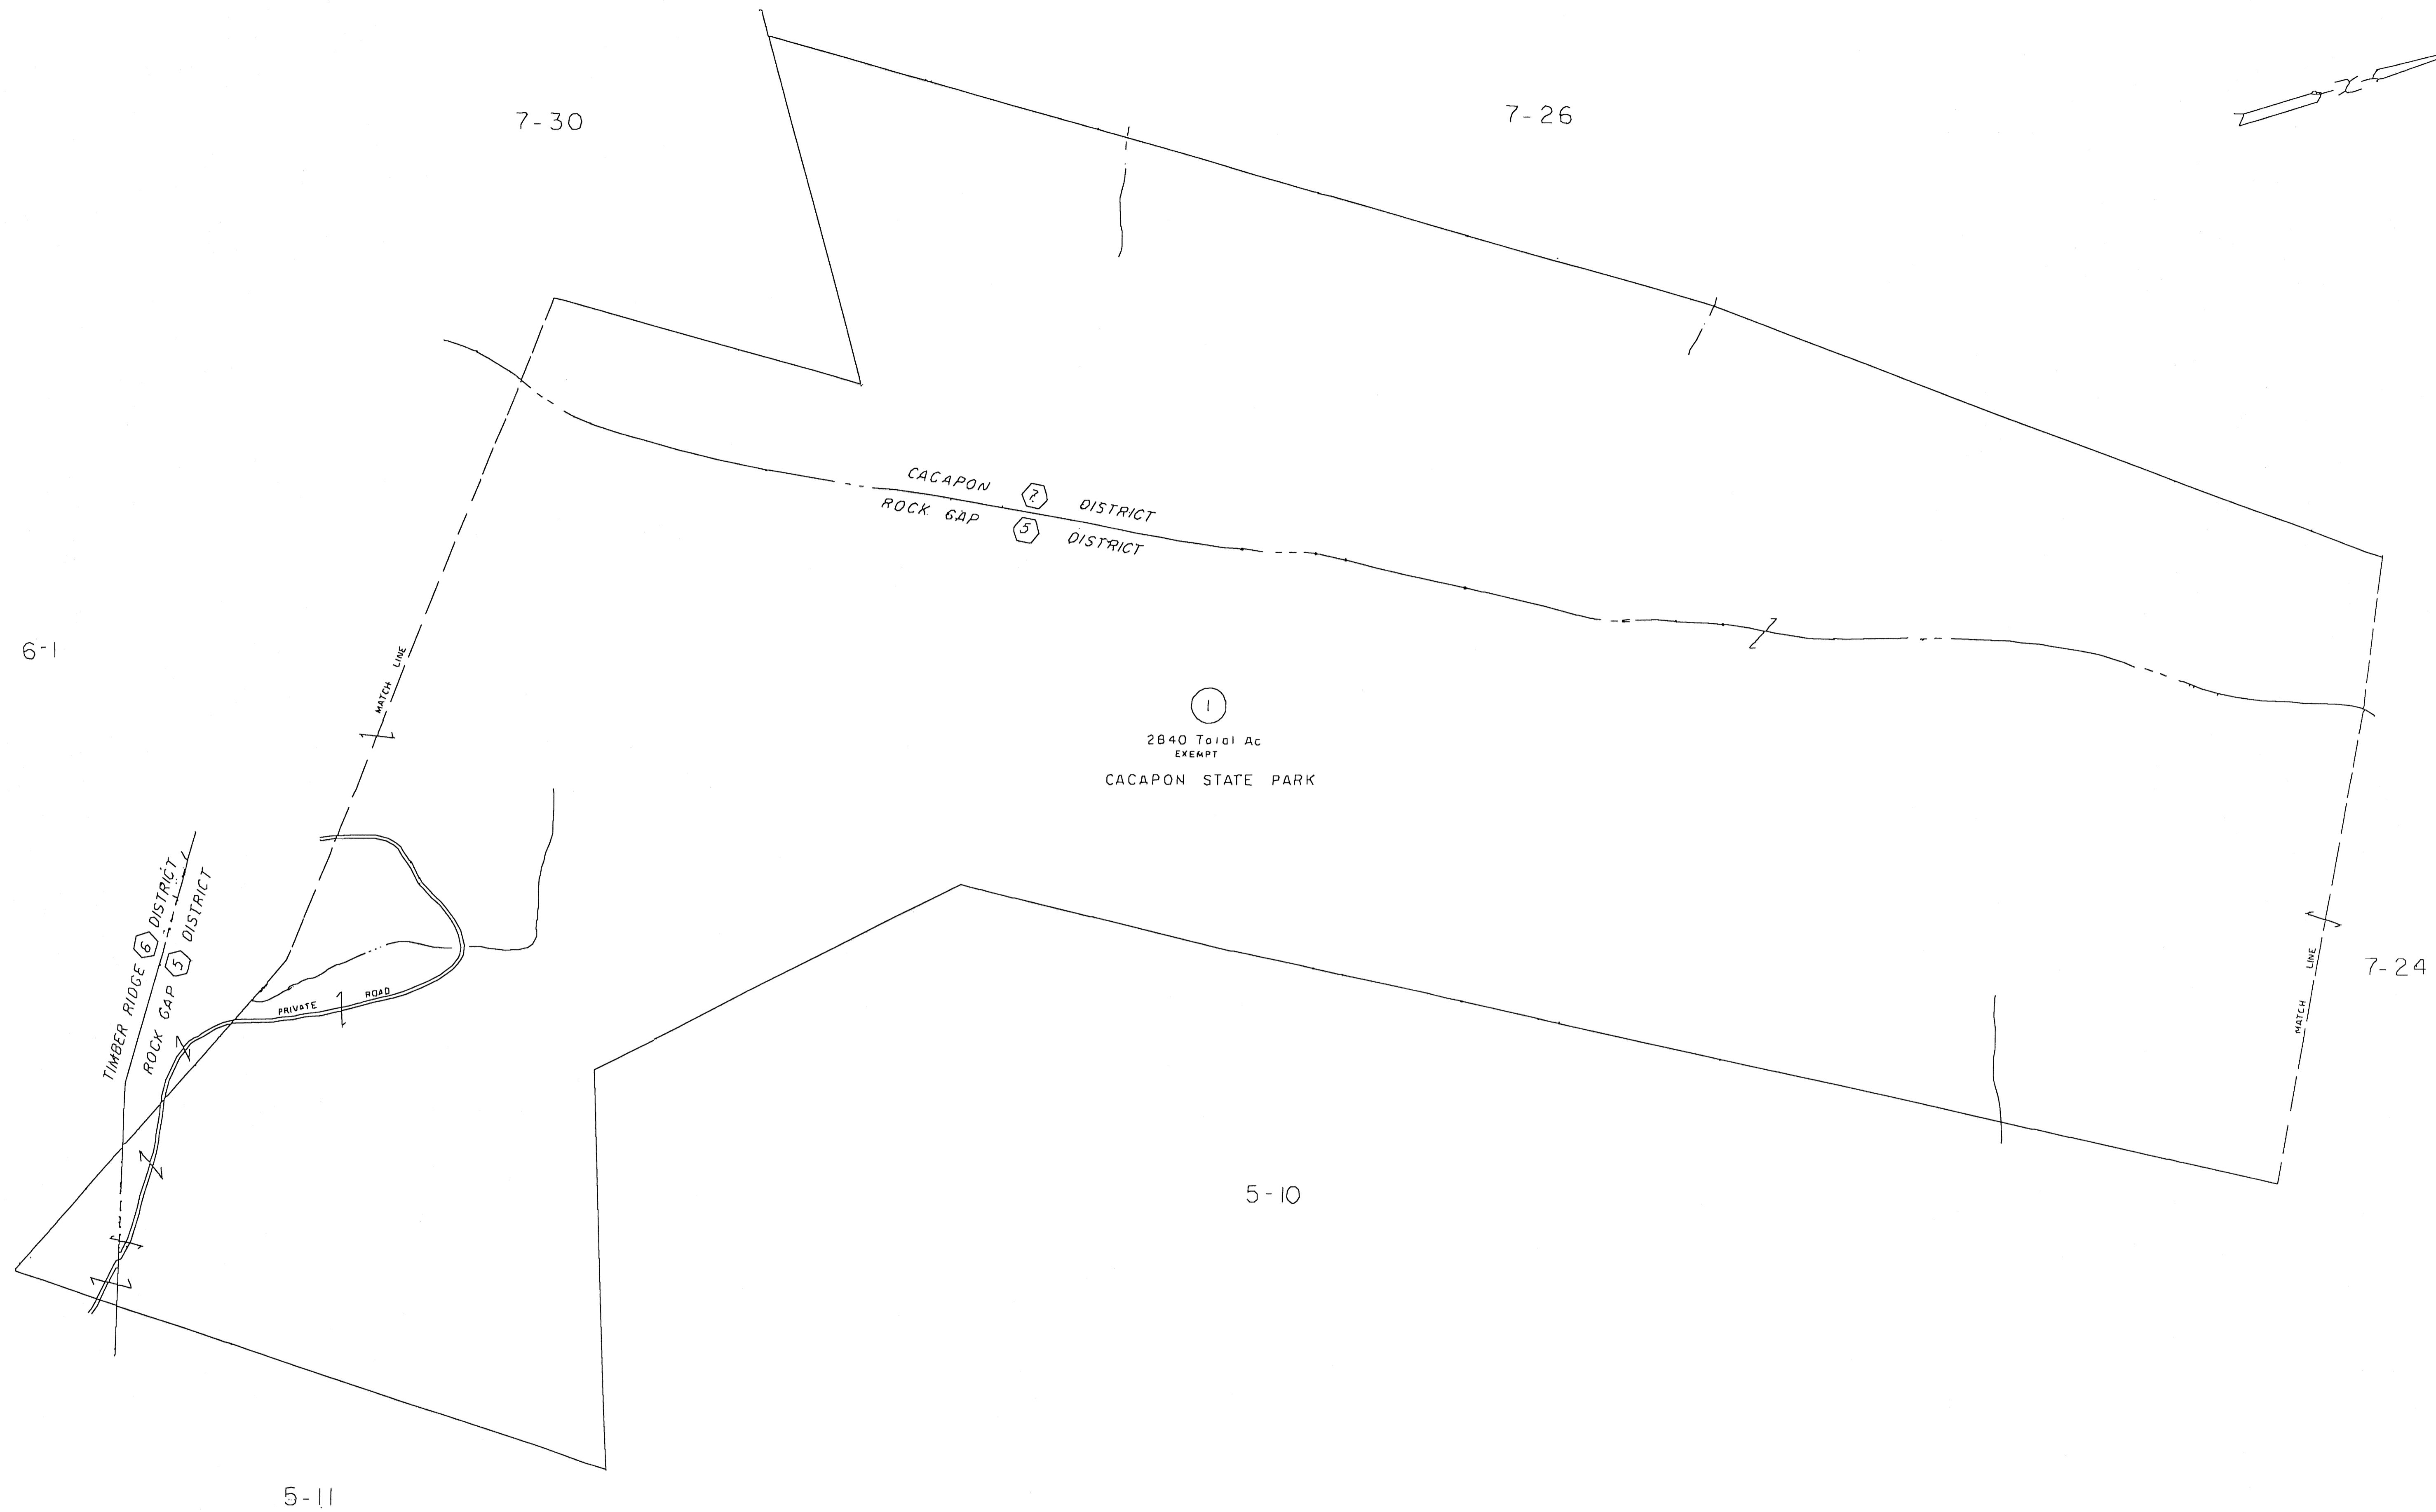 7-30
7-26
CACAPON 7 DISTRICT
ROCK GAP 5 DISTRICT
6-1
MATCH LINE
1
2840 Total Ac
EXEMPT
CACAPON STATE PARK
TIMBER RIDGE 6 DISTRICT
ROCK GAP 5 DISTRICT
PRIVATE ROAD
MATCH LINE
7-24
5-10
5-11